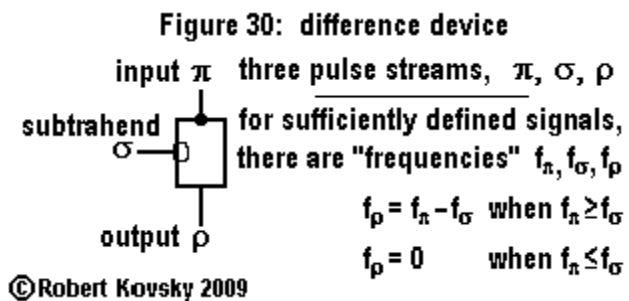 Figure 30: difference device
input π three pulse streams, π, σ, ρ
subtrahend
σ
for sufficiently defined signals,
there are "frequencies" fπ, fσ, fρ
fρ = fπ – fσ when fπ ≥ fσ
output ρ
fρ = 0 when fπ ≤ fσ
©Robert Kovsky 2009